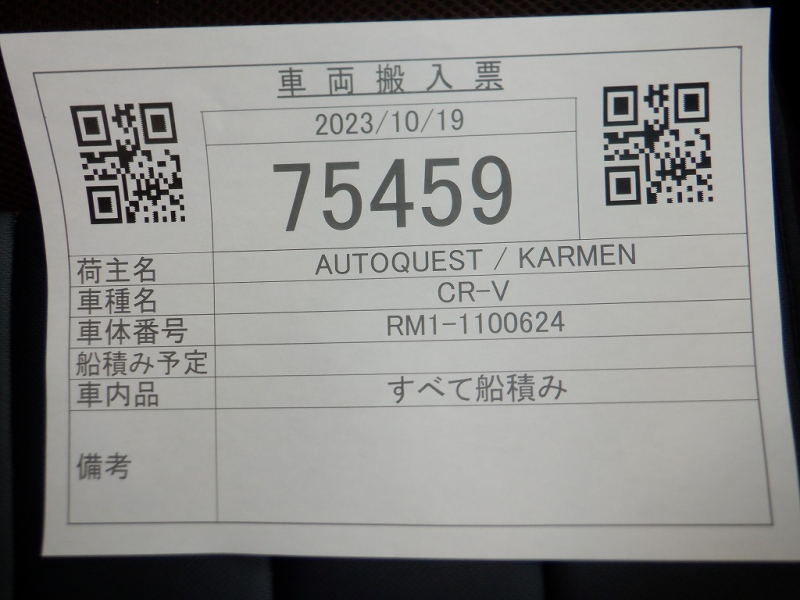 車両搬入票
2023/10/19
75459
荷主名 AUTOQUEST / KARMEN
車種名 CR-V
車体番号 RM1-1100624
船積み予定
車内品 すべて船積み
備考